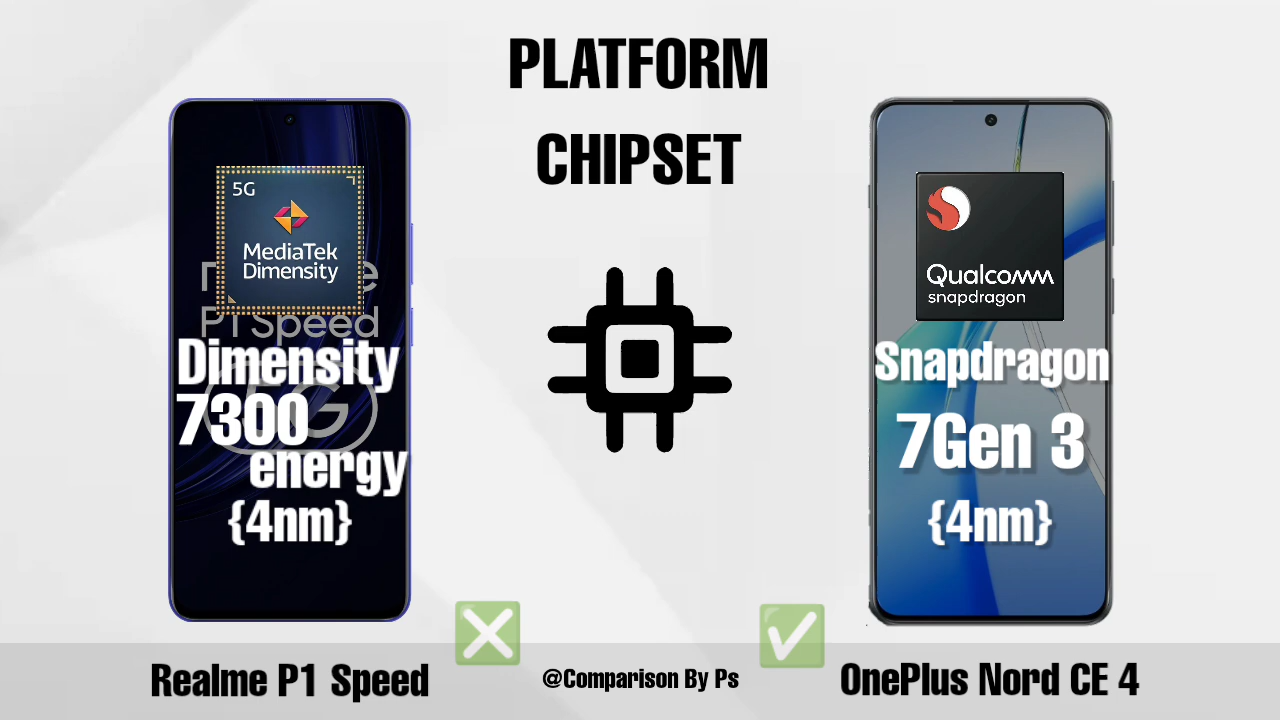 PLATFORM
CHIPSET
5G
MediaTek
Dimensity
P1 Speed
Dimensity
7300
energy
{4nm}
Qualcomm
snapdragon
Snapdragon
7Gen 3
{4nm}
Realme P1 Speed
@Comparison By Ps
OnePlus Nord CE 4